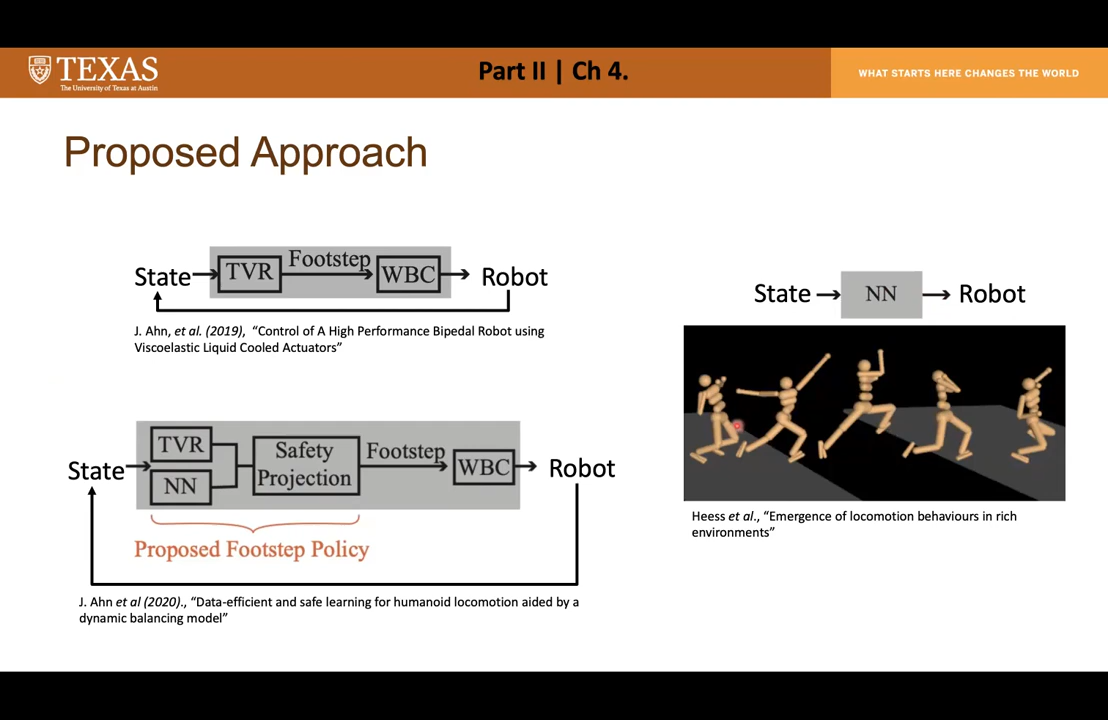 TEXAS
The University of Texas at Austin
Part II | Ch 4.
WHAT STARTS HERE CHANGES THE WORLD
Proposed Approach
State
TVR
Footstep
WBC
Robot
J. Ahn, et al. (2019), “Control of A High Performance Bipedal Robot using
Viscoelastic Liquid Cooled Actuators”
State
TVR
NN
Safety
Projection
Footstep
WBC
Robot
Proposed Footstep Policy
J. Ahn et al (2020)., “Data-efficient and safe learning for humanoid locomotion aided by a
dynamic balancing model”
State
NN
Robot
Heess et al., “Emergence of locomotion behaviours in rich
environments”